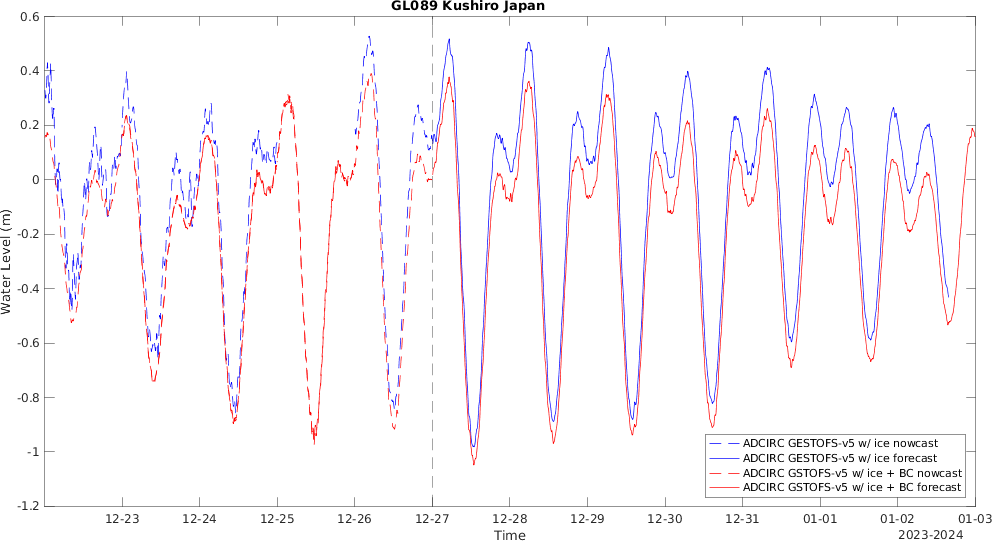 GL089 Kushiro Japan
0.6
0.4
0.2
0
-0.2
-0.4
-0.6
-0.8
-1
-1.2
Water Level (m)
ADCIRC GESTOFS-v5 w/ ice nowcast
ADCIRC GESTOFS-v5 w/ ice forecast
ADCIRC GSTOFS-v5 w/ ice + BC nowcast
ADCIRC GSTOFS-v5 w/ ice + BC forecast
12-23 12-24 12-25 12-26 12-27 12-28 12-29 12-30 12-31 01-01 01-02 01-03
Time
2023-2024